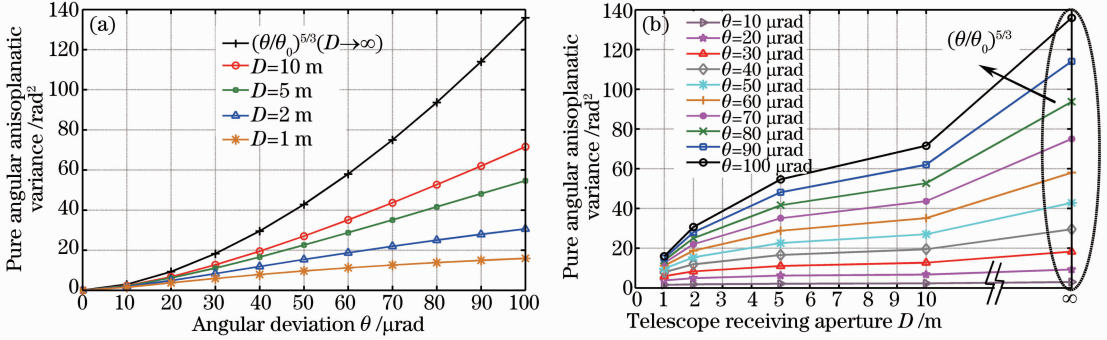 (a)
Pure angular anisoplanatic
variance /rad²
140
120
100
80
60
40
20
0
(θ/θ₀)^5/3(D→∞)
D=10 m
D=5 m
D=2 m
D=1 m
0 10 20 30 40 50 60 70 80 90 100
Angular deviation θ /μrad
(b)
Pure angular anisoplanatic
variance /rad²
140
120
100
80
60
40
20
0
θ=10 μrad
θ=20 μrad
θ=30 μrad
θ=40 μrad
θ=50 μrad
θ=60 μrad
θ=70 μrad
θ=80 μrad
θ=90 μrad
θ=100 μrad
(θ/θ₀)^5/3
0 1 2 3 4 5 6 7 8 9 10 ∞
Telescope receiving aperture D /m